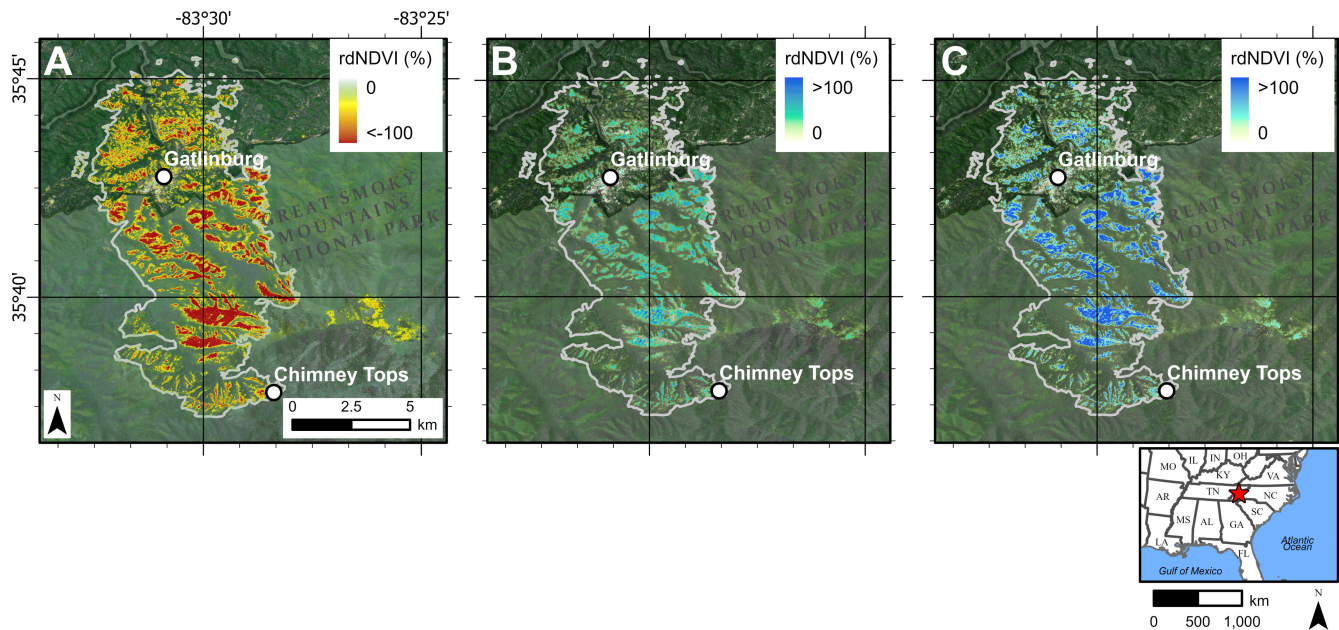 -83°30'
-83°25'
A
rdNDVI (%)
0
<-100
B
rdNDVI (%)
>100
0
C
rdNDVI (%)
>100
0
35°45'
35°40'
Gatlinburg
GREAT SMOKY
MOUNTAINS
NATIONAL PARK
Chimney Tops
N
0 2.5 5
km
Gatlinburg
GREAT SMOKY
MOUNTAINS
NATIONAL PARK
Chimney Tops
Gatlinburg
GREAT SMOKY
MOUNTAINS
NATIONAL PARK
Chimney Tops
MO IL IN OH
KY VA
AR TN NC
MS AL GA SC
LA FL
Atlantic
Ocean
Gulf of Mexico
km
0 500 1,000
N